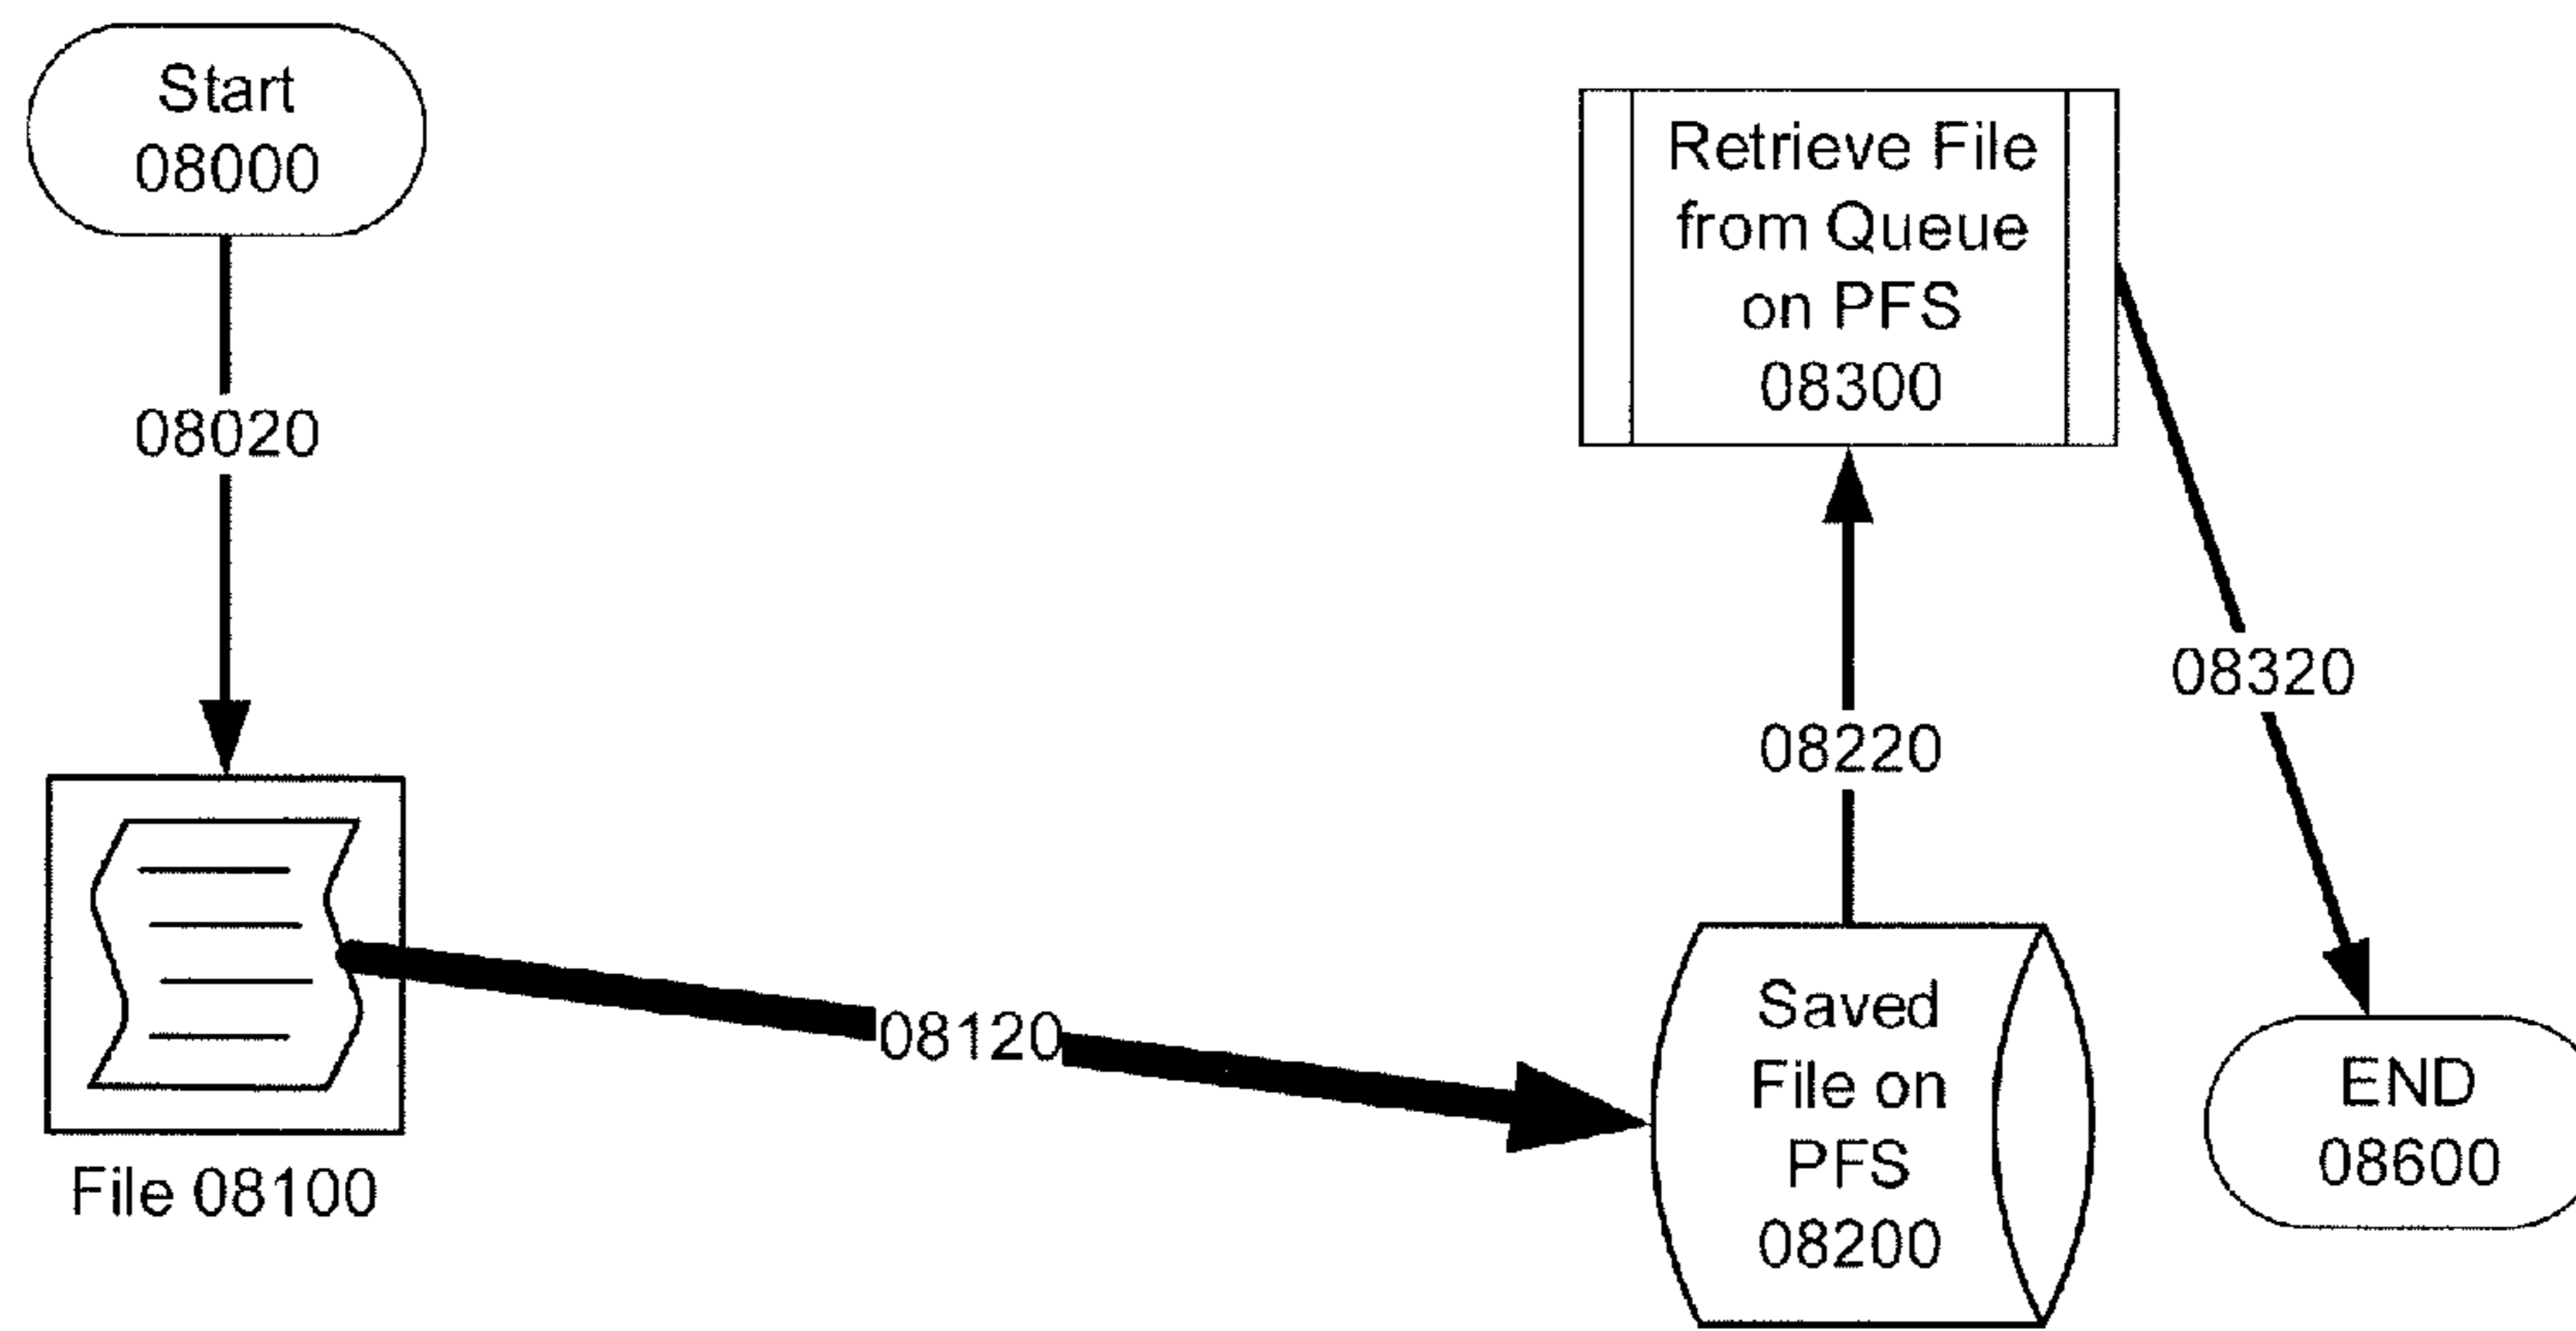 Start
08000
08020
File 08100
08120
Saved
File on
PFS
08200
08220
Retrieve File
from Queue
on PFS
08300
08320
END
08600